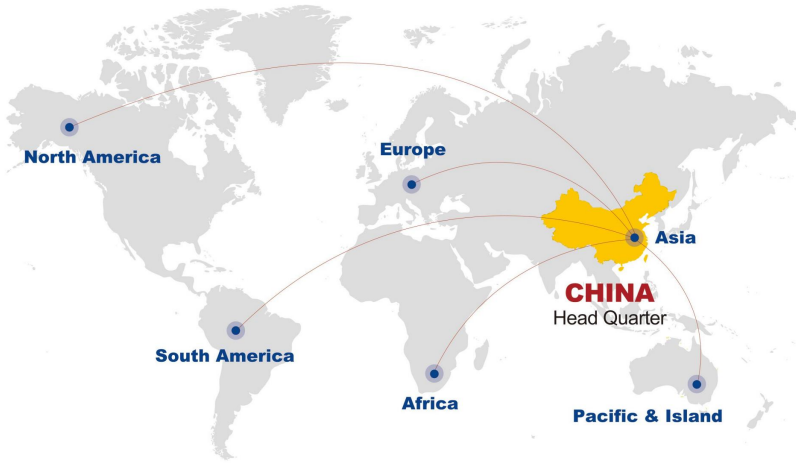 Europe
North America
Asia
CHINA
Head Quarter
South America
Africa
Pacific & Island